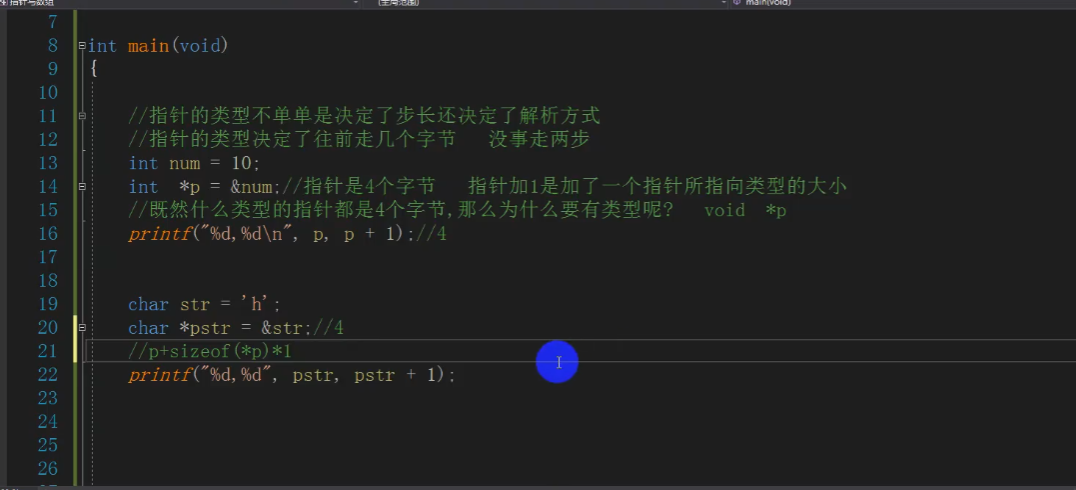 指针与数组 (全局范围) main(void)
7
8 int main(void)
9 {
10
11 //指针的类型不单单是决定了步长还决定了解析方式
12 //指针的类型决定了往前走几个字节 没事走两步
13 int num = 10;
14 int *p = &num;//指针是4个字节 指针加1是加了一个指针所指向类型的大小
15 //既然什么类型的指针都是4个字节,那么为什么要有类型呢? void *p
16 printf("%d,%d\n", p, p + 1);//4
17
18
19 char str = 'h';
20 char *pstr = &str;//4
21 //p+sizeof(*p)*1
22 printf("%d,%d", pstr, pstr + 1);
23
24
25
26